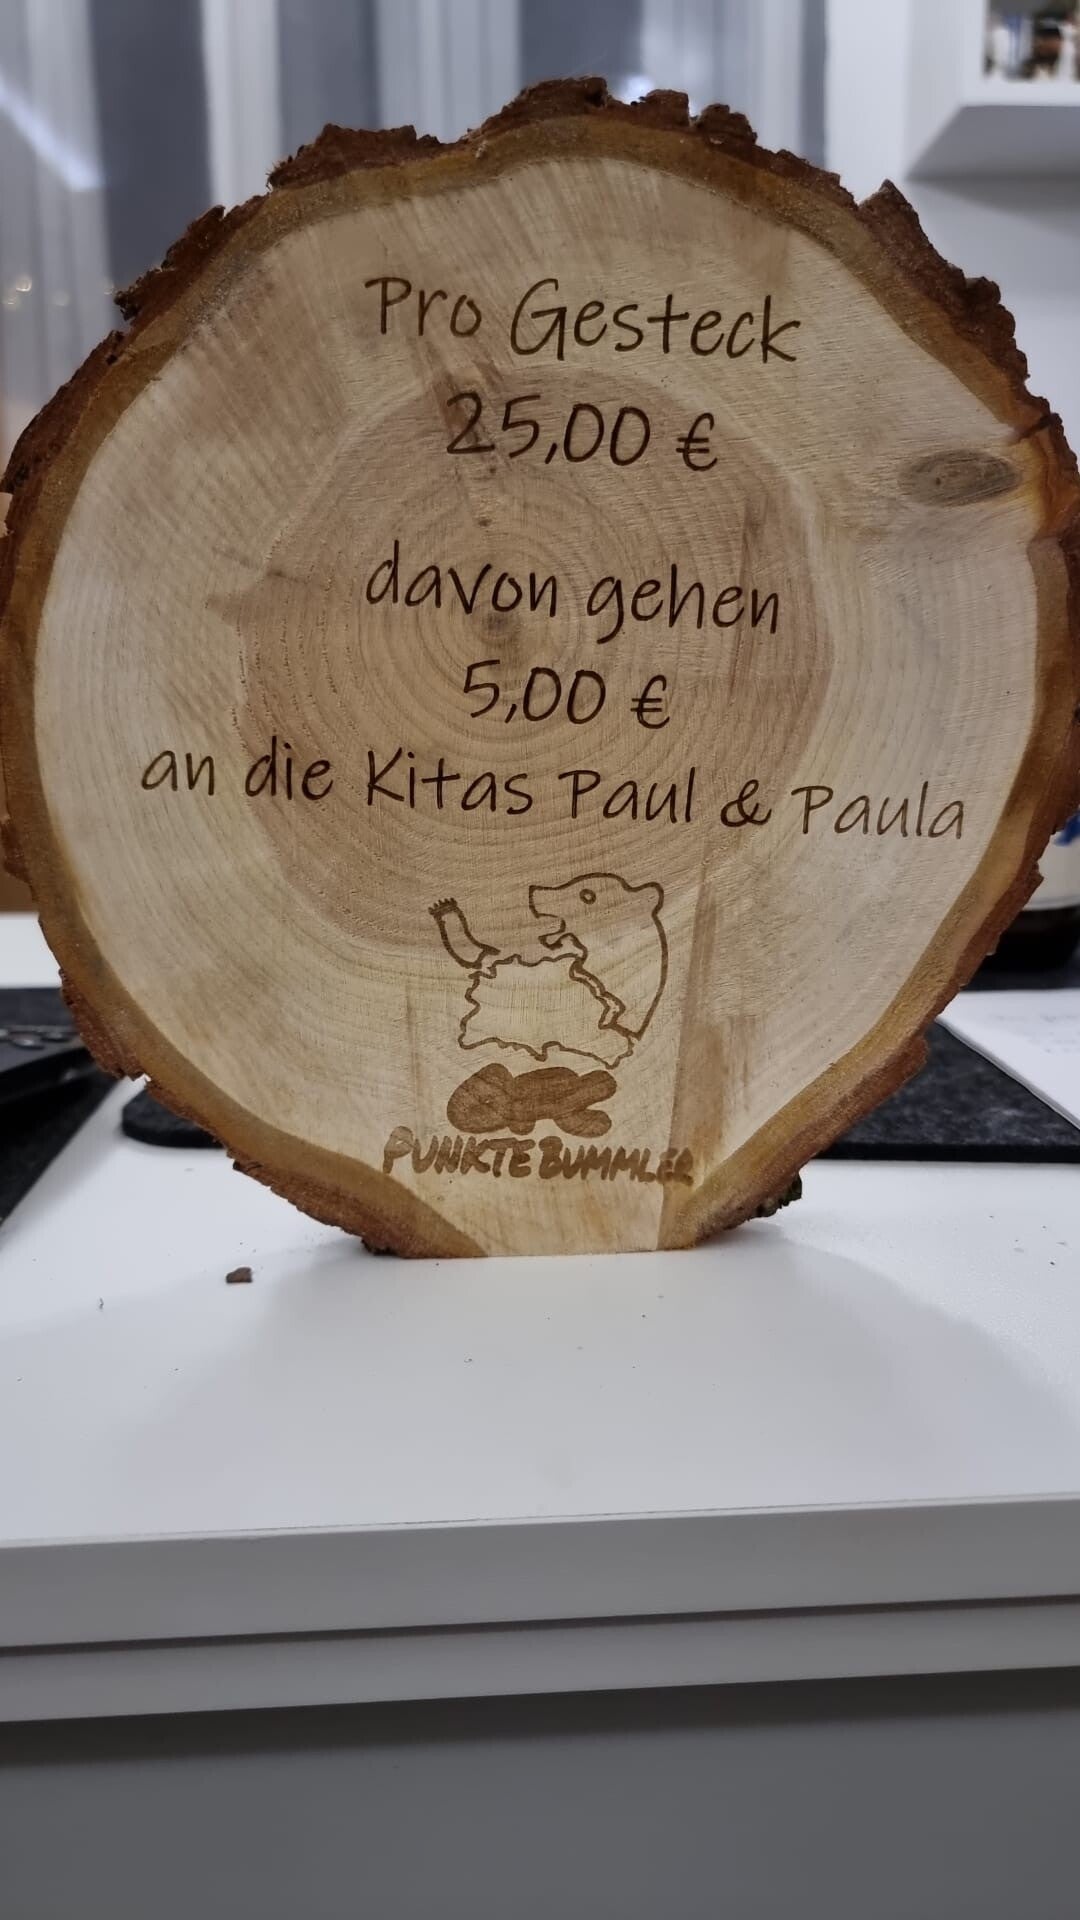 Pro Gesteck
25,00 €
davon gehen
5,00 €
an die Kitas Paul & Paula
PUNKTEBUMMLER